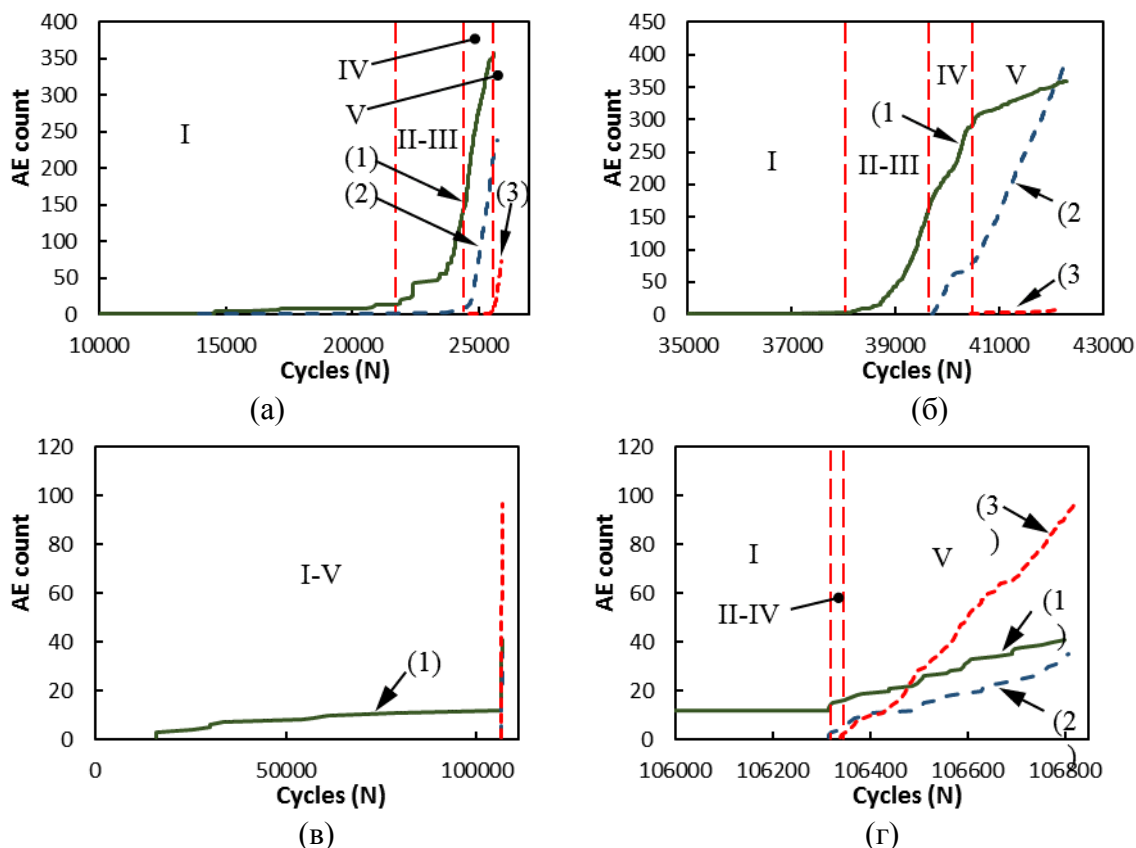 400
350
300
250
200
150
100
50
0
AE count
I
IV
V
II-III
(1)
(2)
(3)
10000 15000 20000 25000
Cycles (N)
(а)
450
400
350
300
250
200
150
100
50
0
AE count
I
II-III
IV V
(1
(2
(3
35000 37000 39000 41000 43000
Cycles (N)
(б)
120
100
80
60
40
20
0
AE count
I-V
(1)
0 50000 100000
Cycles (N)
(в)
120
100
80
60
40
20
0
AE count
I
II-IV
V
(3
)
(1
)
(2
)
106000 106200 106400 106600 106800
Cycles (N)
(г)